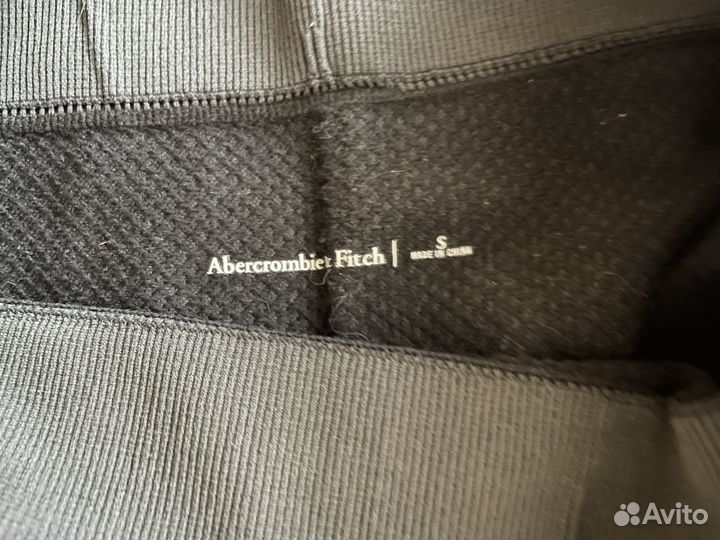 Abercrombie & Fitch | S
MADE IN CHINA
Avito